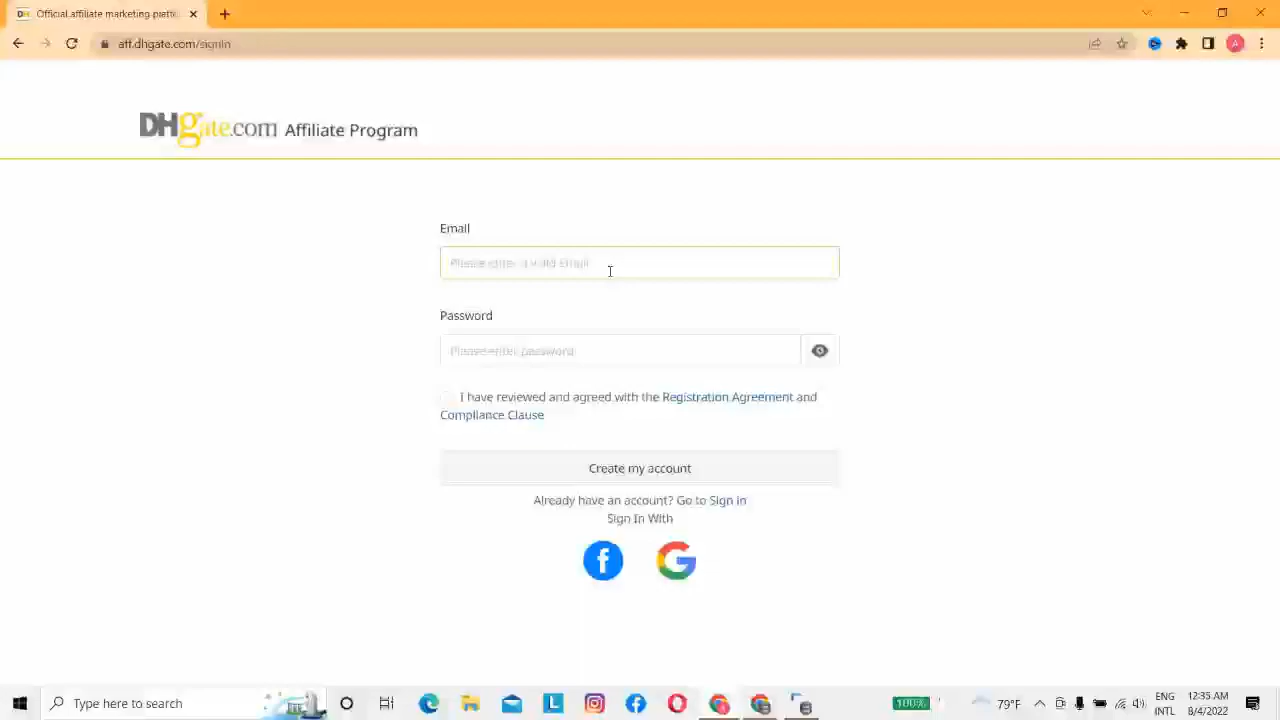 Official affiliate marketing platfo
aff.dhgate.com/signin
DHgate.com Affiliate Program
Email
Please enter a valid Email
Password
Please enter password
I have reviewed and agreed with the Registration Agreement and
Compliance Clause
Create my account
Already have an account? Go to Sign in
Sign In With
Type here to search
100%
79°F
ENG
INTL
12:35 AM
8/4/2022